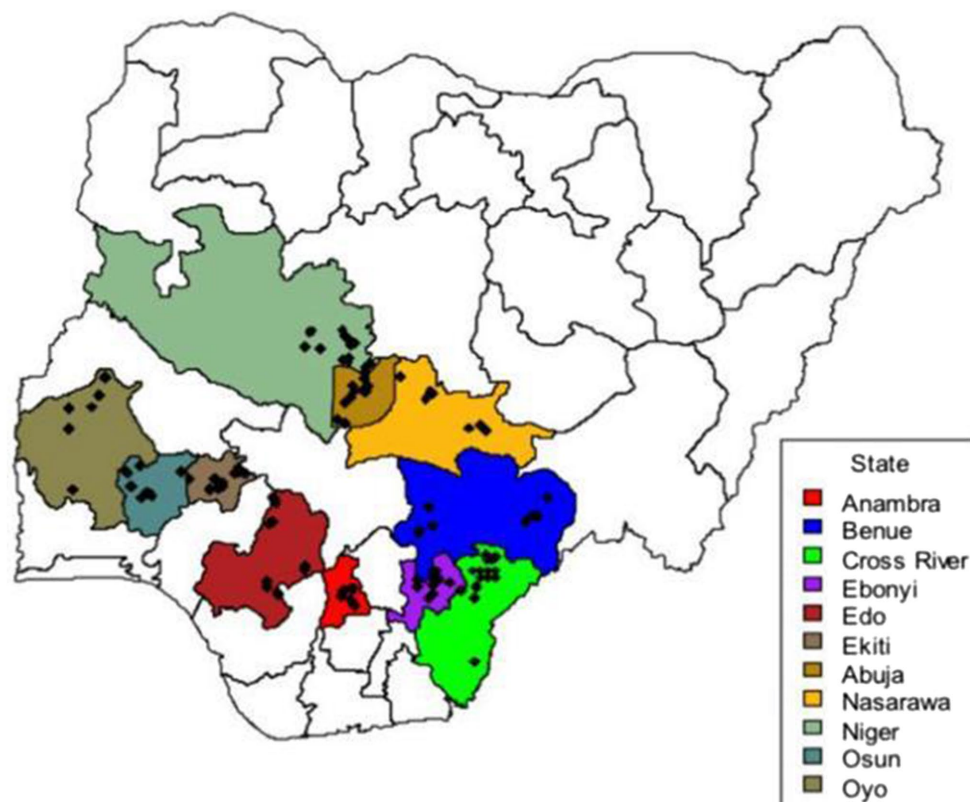 State
Anambra
Benue
Cross River
Ebonyi
Edo
Ekiti
Abuja
Nasarawa
Niger
Osun
Oyo